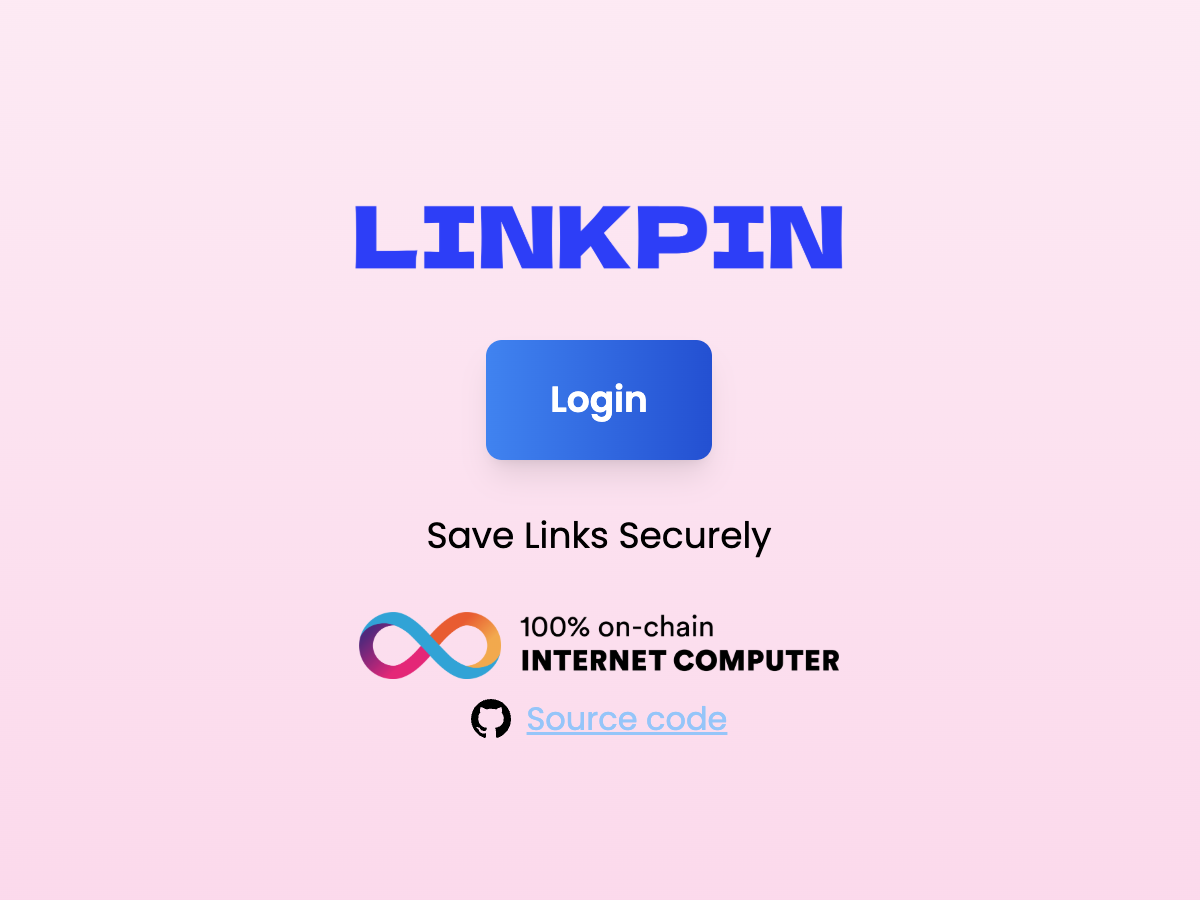 LINKPIN
Login
Save Links Securely
100% on-chain
INTERNET COMPUTER
Source code